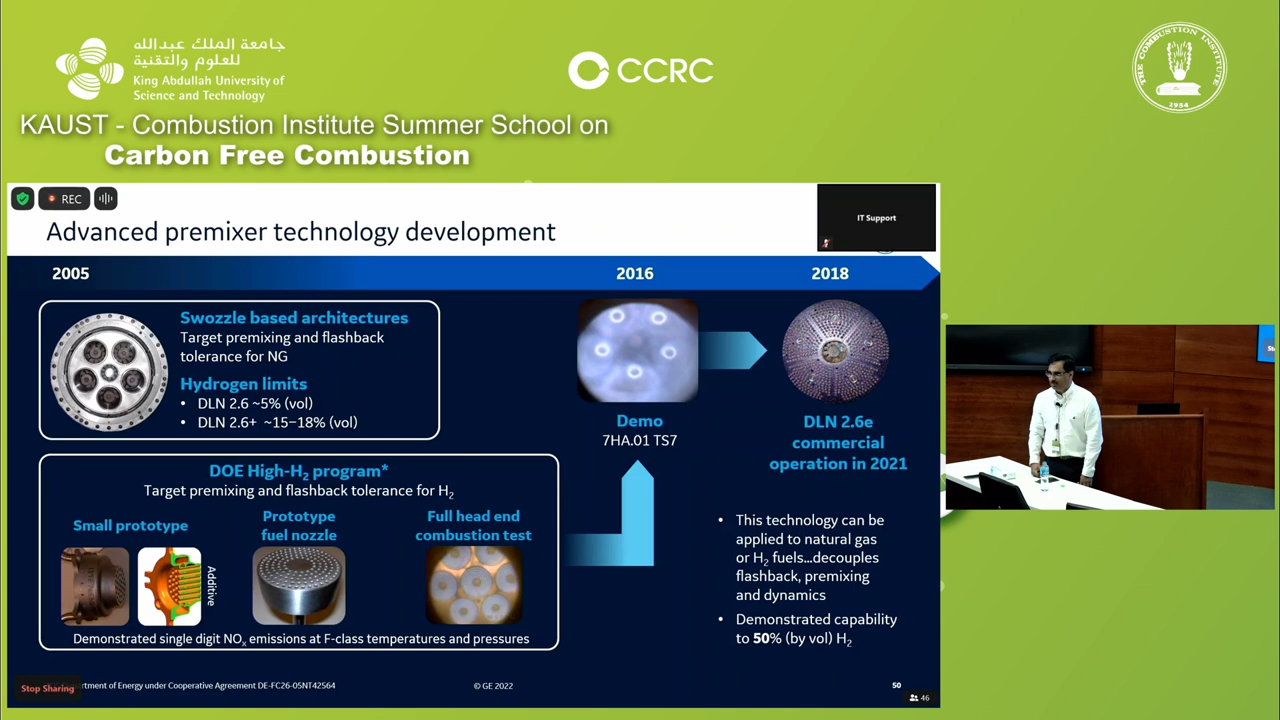 جامعة الملك عبدالله
للعلوم والتقنية
King Abdullah University of
Science and Technology
CCRC
THE COMBUSTION INSTITUTE
1954
KAUST - Combustion Institute Summer School on
Carbon Free Combustion
REC
IT Support
Advanced premixer technology development
2005
2016
2018
Swozzle based architectures
Target premixing and flashback
tolerance for NG
Hydrogen limits
• DLN 2.6 ~5% (vol)
• DLN 2.6+ ~15–18% (vol)
Demo
7HA.01 TS7
DLN 2.6e
commercial
operation in 2021
DOE High-H₂ program*
Target premixing and flashback tolerance for H₂
Small prototype
Prototype
fuel nozzle
Full head end
combustion test
Additive
Demonstrated single digit NOₓ emissions at F-class temperatures and pressures
• This technology can be
applied to natural gas
or H₂ fuels...decouples
flashback, premixing
and dynamics
• Demonstrated capability
to 50% (by vol) H₂
Stop Sharing
of Energy under Cooperative Agreement DE-FC26-05NT42564
© GE 2022
50
46